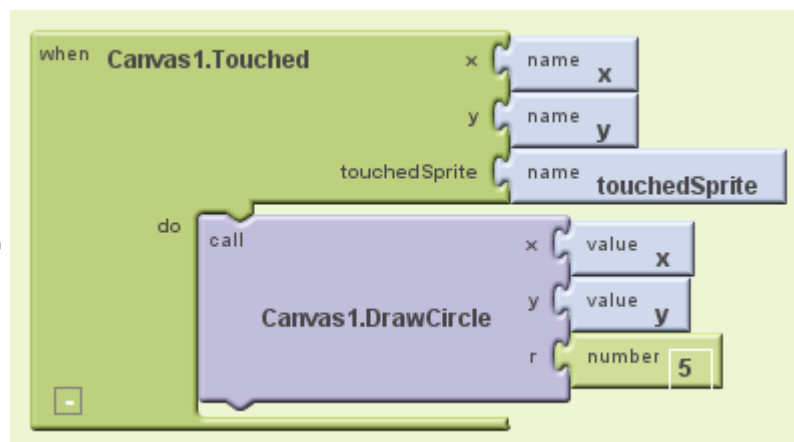 when Canvas1.Touched x name x
y name y
touchedSprite name touchedSprite
do call x value x
Canvas1.DrawCircle y value y
r number 5
-